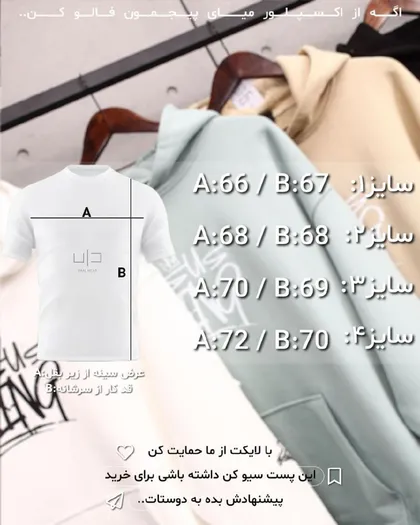 اگه از اکسپلور میای پیجمون فالو کن..
سایز۱: A:66 / B:67
سایز۲: A:68 / B:68
سایز۳: A:70 / B:69
سایز۴: A:72 / B:70
A
B
A:عرض سینه از زیر بغل
B:قد کار از سرشانه
با لایکت از ما حمایت کن
این پست سیو کن داشته باشی برای خرید
پیشنهادش بده به دوستات..